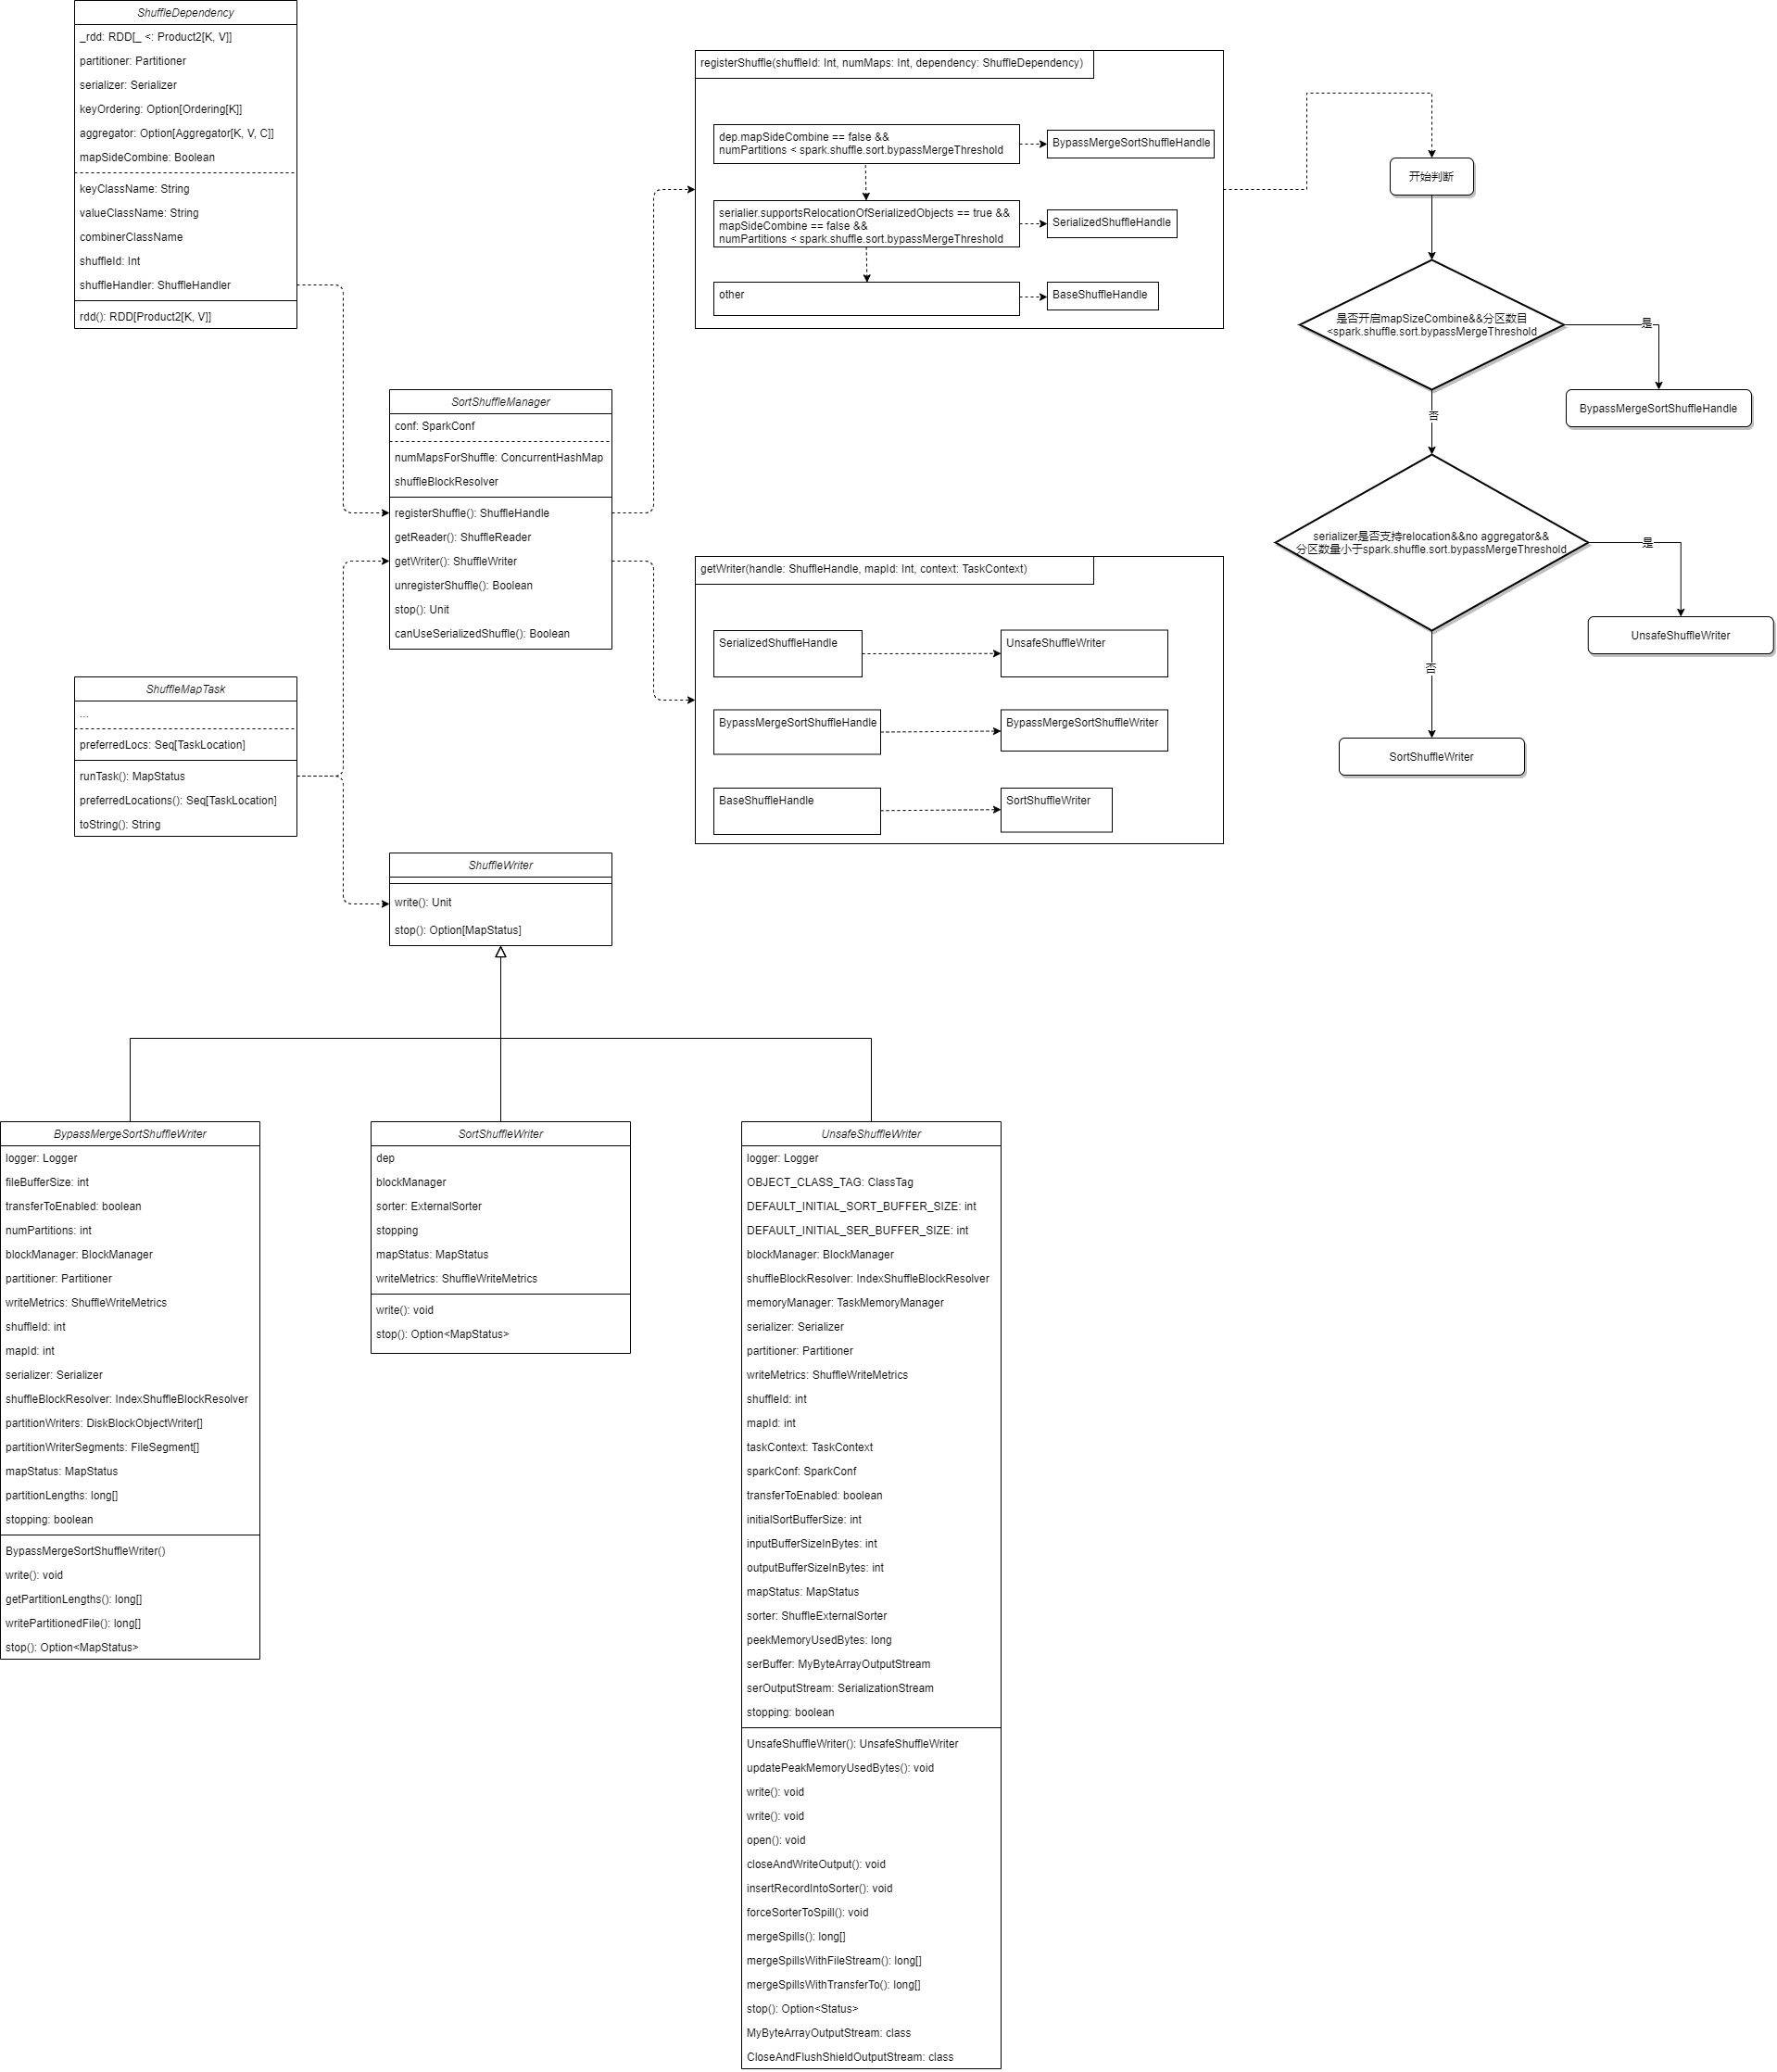 ShuffleDependency
_rdd: RDD[_ <: Product2[K, V]]
partitioner: Partitioner
serializer: Serializer
keyOrdering: Option[Ordering[K]]
aggregator: Option[Aggregator[K, V, C]]
mapSideCombine: Boolean
keyClassName: String
valueClassName: String
combinerClassName
shuffleId: Int
shuffleHandler: ShuffleHandler
rdd(): RDD[Product2[K, V]]
registerShuffle(shuffleId: Int, numMaps: Int, dependency: ShuffleDependency)
dep.mapSideCombine == false &&
numPartitions < spark.shuffle.sort.bypassMergeThreshold
BypassMergeSortShuffleHandle
serialier.supportsRelocationOfSerializedObjects == true &&
mapSideCombine == false &&
numPartitions < spark.shuffle.sort.bypassMergeThreshold
SerializedShuffleHandle
other
BaseShuffleHandle
开始判断
是否开启mapSizeCombine&&分区数目
<spark.shuffle.sort.bypassMergeThreshold
是
BypassMergeSortShuffleHandle
否
serializer是否支持relocation&&no aggregator&&
分区数量小于spark.shuffle.sort.bypassMergeThreshold
是
UnsafeShuffleWriter
否
SortShuffleWriter
SortShuffleManager
conf: SparkConf
numMapsForShuffle: ConcurrentHashMap
shuffleBlockResolver
registerShuffle(): ShuffleHandle
getReader(): ShuffleReader
getWriter(): ShuffleWriter
unregisterShuffle(): Boolean
stop(): Unit
canUseSerializedShuffle(): Boolean
getWriter(handle: ShuffleHandle, mapId: Int, context: TaskContext)
SerializedShuffleHandle
UnsafeShuffleWriter
BypassMergeSortShuffleHandle
BypassMergeSortShuffleWriter
BaseShuffleHandle
SortShuffleWriter
ShuffleMapTask
...
preferredLocs: Seq[TaskLocation]
runTask(): MapStatus
preferredLocations(): Seq[TaskLocation]
toString(): String
ShuffleWriter
write(): Unit
stop(): Option[MapStatus]
BypassMergeSortShuffleWriter
logger: Logger
fileBufferSize: int
transferToEnabled: boolean
numPartitions: int
blockManager: BlockManager
partitioner: Partitioner
writeMetrics: ShuffleWriteMetrics
shuffleId: int
mapId: int
serializer: Serializer
shuffleBlockResolver: IndexShuffleBlockResolver
partitionWriters: DiskBlockObjectWriter[]
partitionWriterSegments: FileSegment[]
mapStatus: MapStatus
partitionLengths: long[]
stopping: boolean
BypassMergeSortShuffleWriter()
write(): void
getPartitionLengths(): long[]
writePartitionedFile(): long[]
stop(): Option<MapStatus>
SortShuffleWriter
dep
blockManager
sorter: ExternalSorter
stopping
mapStatus: MapStatus
writeMetrics: ShuffleWriteMetrics
write(): void
stop(): Option<MapStatus>
UnsafeShuffleWriter
logger: Logger
OBJECT_CLASS_TAG: ClassTag
DEFAULT_INITIAL_SORT_BUFFER_SIZE: int
DEFAULT_INITIAL_SER_BUFFER_SIZE: int
blockManager: BlockManager
shuffleBlockResolver: IndexShuffleBlockResolver
memoryManager: TaskMemoryManager
serializer: Serializer
partitioner: Partitioner
writeMetrics: ShuffleWriteMetrics
shuffleId: int
mapId: int
taskContext: TaskContext
sparkConf: SparkConf
transferToEnabled: boolean
initialSortBufferSize: int
inputBufferSizeInBytes: int
outputBufferSizeInBytes: int
mapStatus: MapStatus
sorter: ShuffleExternalSorter
peekMemoryUsedBytes: long
serBuffer: MyByteArrayOutputStream
serOutputStream: SerializationStream
stopping: boolean
UnsafeShuffleWriter(): UnsafeShuffleWriter
updatePeakMemoryUsedBytes(): void
write(): void
write(): void
open(): void
closeAndWriteOutput(): void
insertRecordIntoSorter(): void
forceSorterToSpill(): void
mergeSpills(): long[]
mergeSpillsWithFileStream(): long[]
mergeSpillsWithTransferTo(): long[]
stop(): Option<Status>
MyByteArrayOutputStream: class
CloseAndFlushShieldOutputStream: class